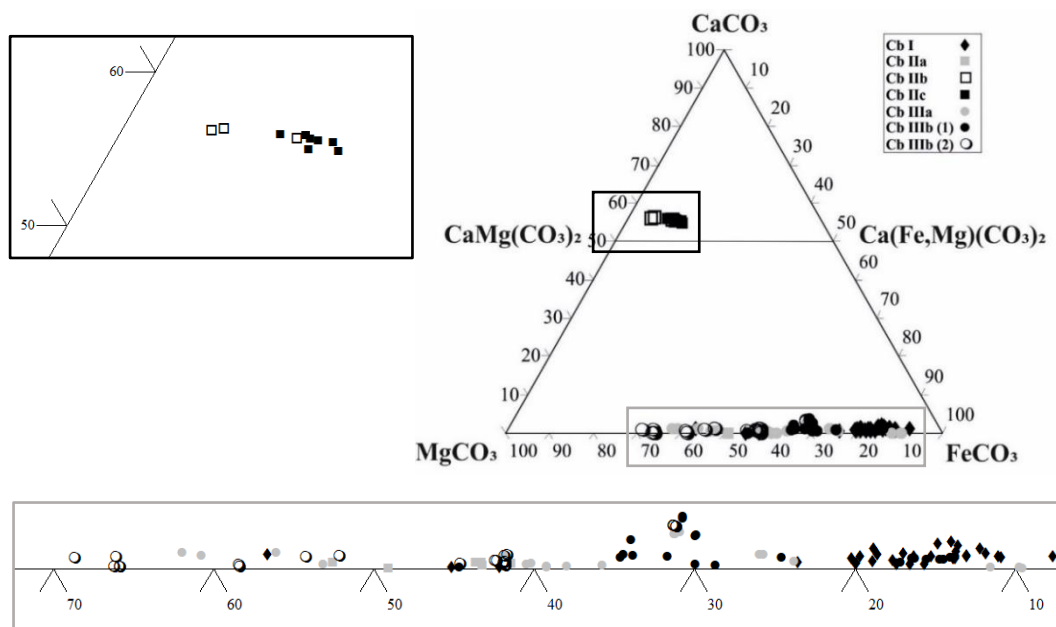 60
50
CaCO₃
100
90
80
70
60
50
40
30
20
10
10
20
30
40
50
60
70
80
90
100
CaMg(CO₃)₂
Ca(Fe,Mg)(CO₃)₂
MgCO₃
100 90 80 70 60 50 40 30 20 10
FeCO₃
Cb I
Cb IIa
Cb IIb
Cb IIc
Cb IIIa
Cb IIIb (1)
Cb IIIb (2)
70 60 50 40 30 20 10